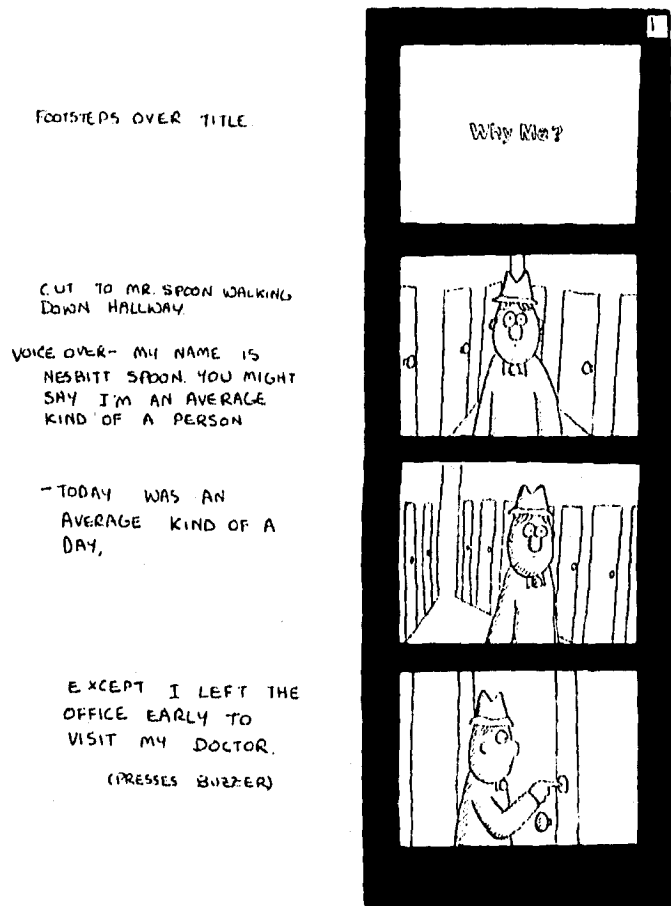 1
FOOTSTEPS OVER TITLE
Why Me?
CUT TO MR. SPOON WALKING
DOWN HALLWAY
VOICE OVER- MY NAME IS
NESBITT SPOON. YOU MIGHT
SAY I'M AN AVERAGE
KIND OF A PERSON
- TODAY WAS AN
AVERAGE KIND OF A
DAY,
EXCEPT I LEFT THE
OFFICE EARLY TO
VISIT MY DOCTOR.
(PRESSES BUZZER)